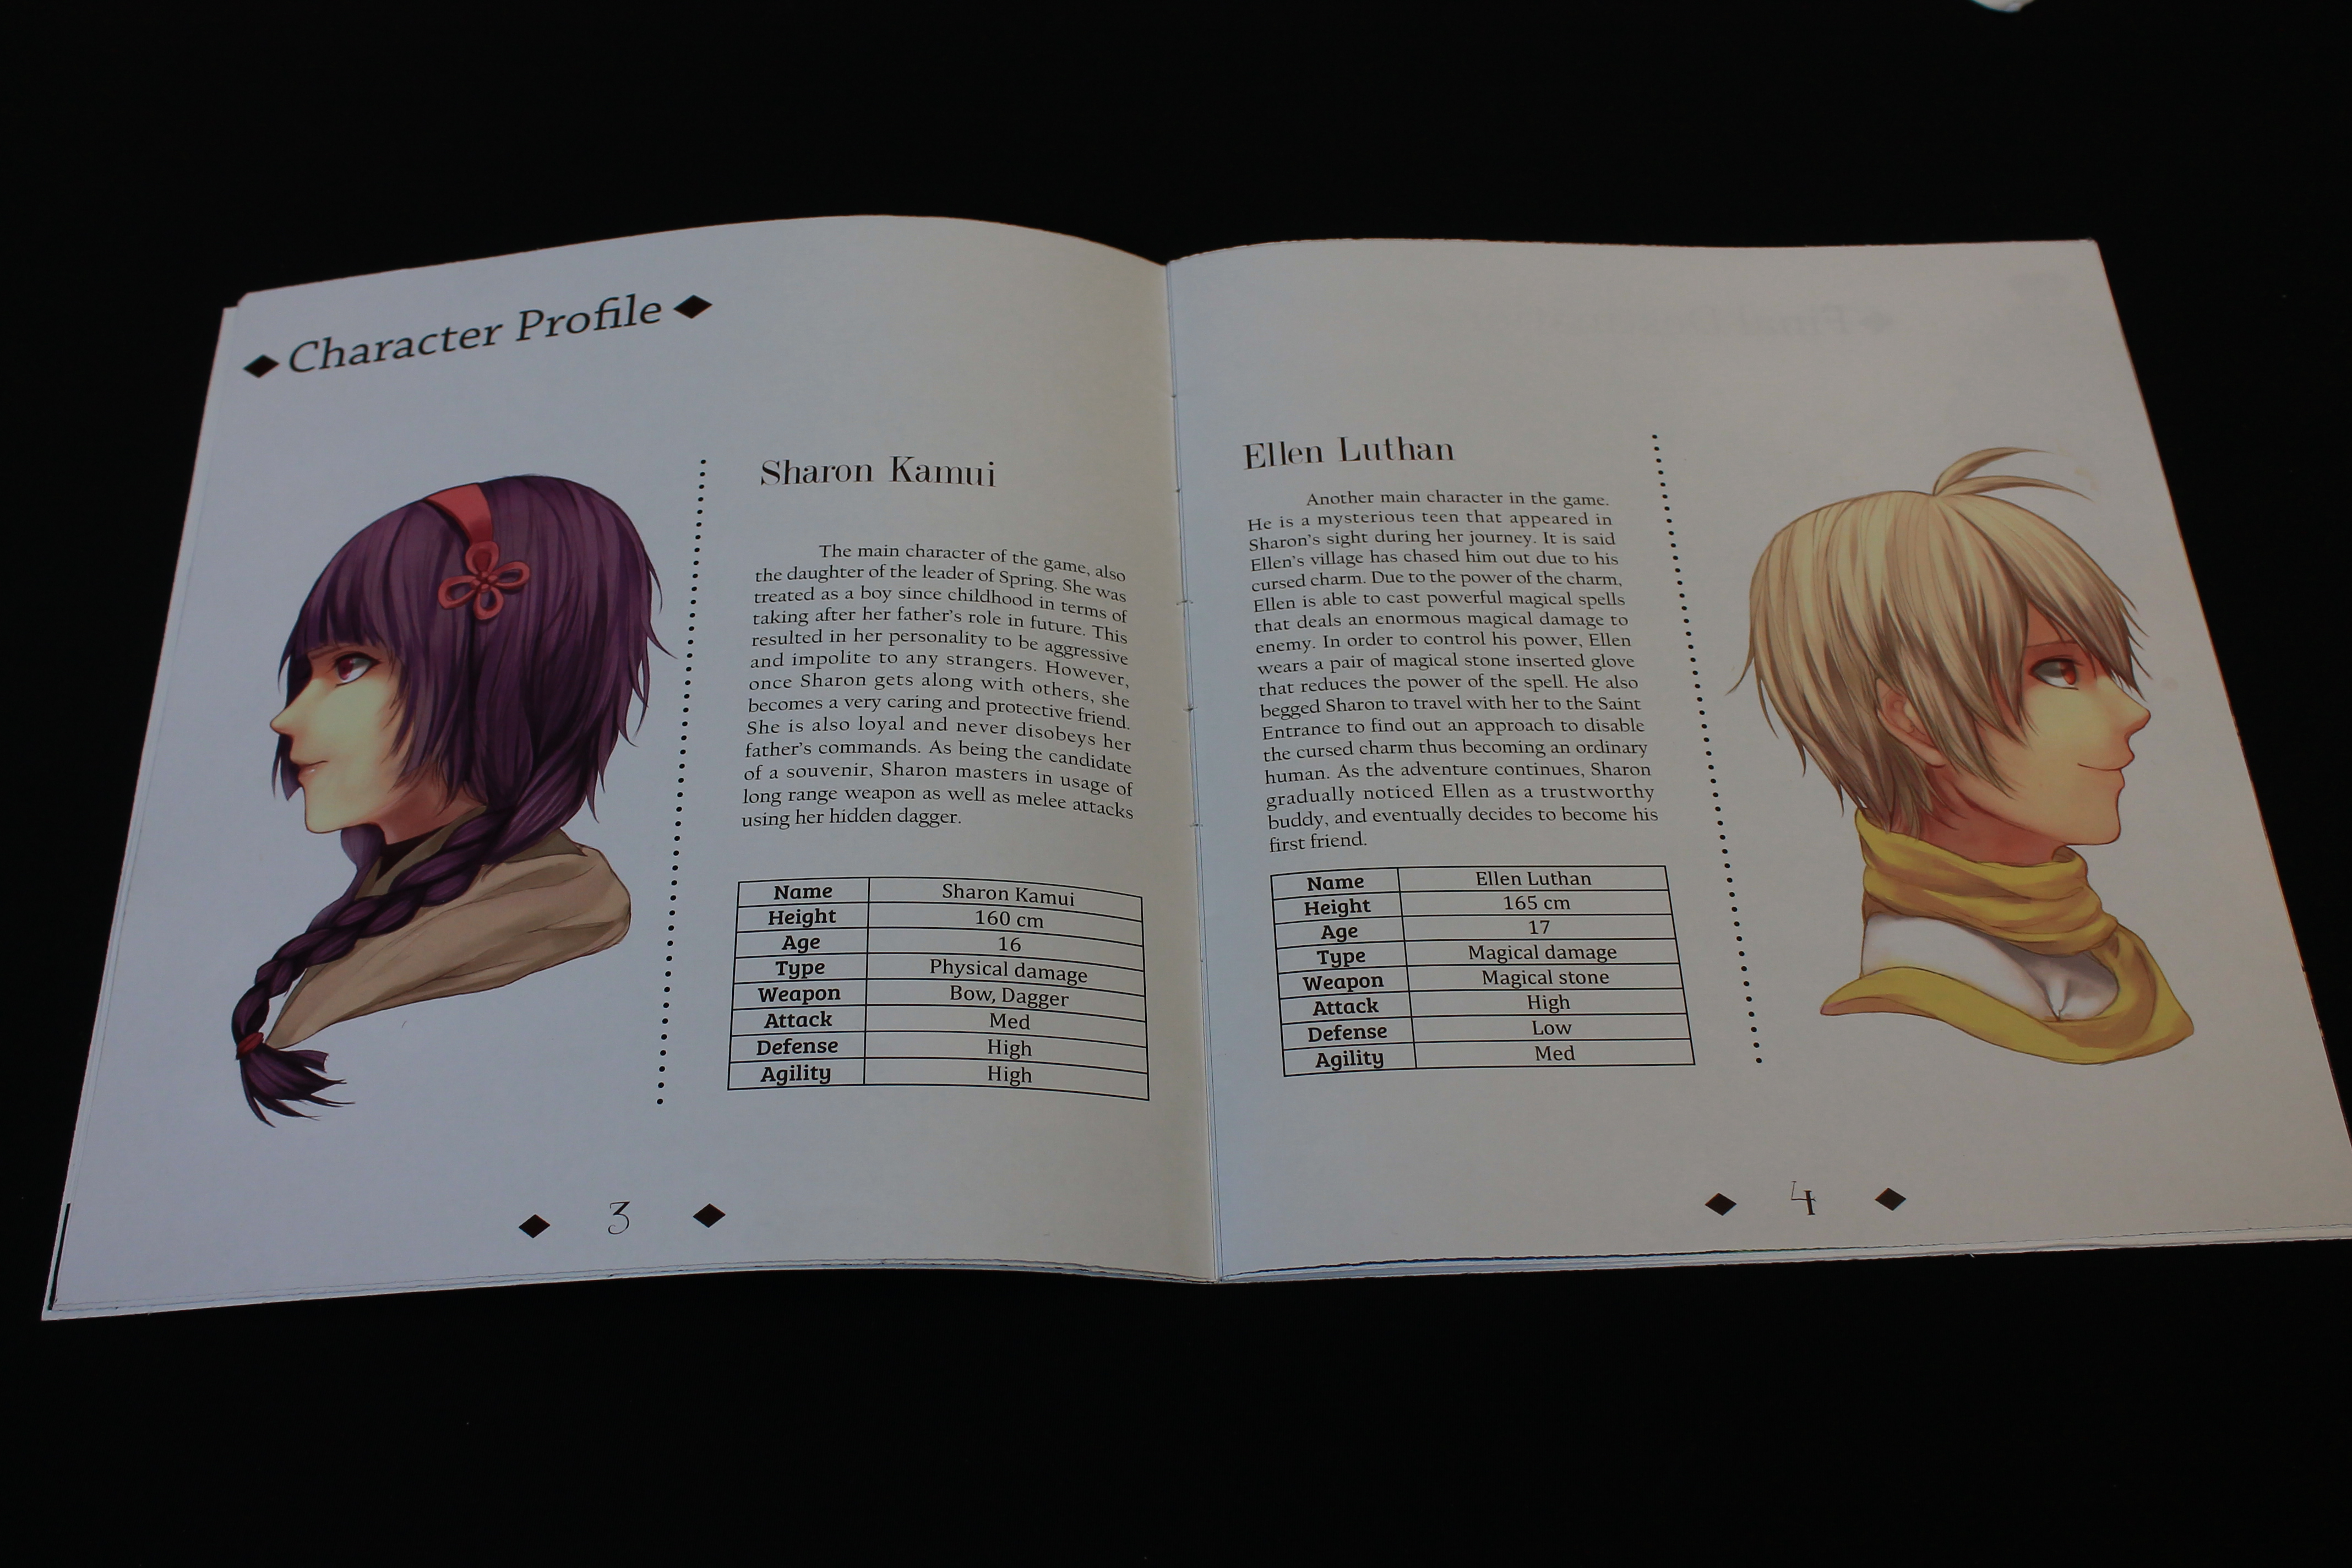 ◆Character Profile◆
Sharon Kamui
The main character of the game, also
the daughter of the leader of Spring. She was
treated as a boy since childhood in terms of
taking after her father's role in future. This
resulted in her personality to be aggressive
and impolite to any strangers. However,
once Sharon gets along with others, she
becomes a very caring and protective friend.
She is also loyal and never disobeys her
father's commands. As being the candidate
of a souvenir, Sharon masters in usage of
long range weapon as well as melee attacks
using her hidden dagger.
Name Sharon Kamui
Height 160 cm
Age 16
Type Physical damage
Weapon Bow, Dagger
Attack Med
Defense High
Agility High
◆ 3 ◆
Ellen Luthan
Another main character in the game.
He is a mysterious teen that appeared in
Sharon's sight during her journey. It is said
Ellen's village has chased him out due to his
cursed charm. Due to the power of the charm,
Ellen is able to cast powerful magical spells
that deals an enormous magical damage to
enemy. In order to control his power, Ellen
wears a pair of magical stone inserted glove
that reduces the power of the spell. He also
begged Sharon to travel with her to the Saint
Entrance to find out an approach to disable
the cursed charm thus becoming an ordinary
human. As the adventure continues, Sharon
gradually noticed Ellen as a trustworthy
buddy, and eventually decides to become his
first friend.
Name Ellen Luthan
Height 165 cm
Age 17
Type Magical damage
Weapon Magical stone
Attack High
Defense Low
Agility Med
◆ 4 ◆